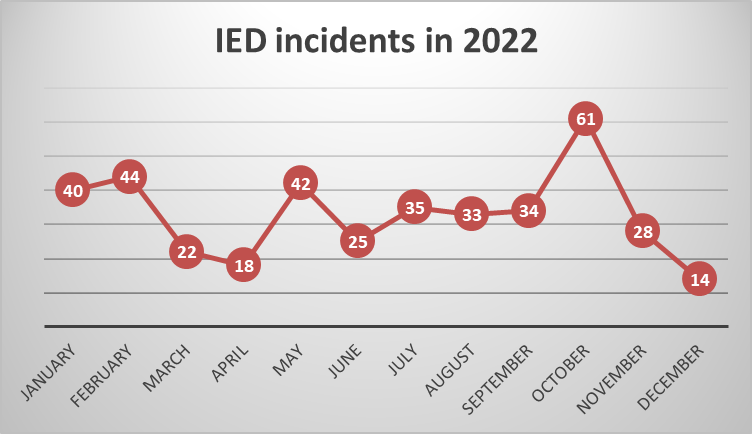 IED incidents in 2022
40
44
22
18
42
25
35
33
34
61
28
14
JANUARY
FEBRUARY
MARCH
APRIL
MAY
JUNE
JULY
AUGUST
SEPTEMBER
OCTOBER
NOVEMBER
DECEMBER